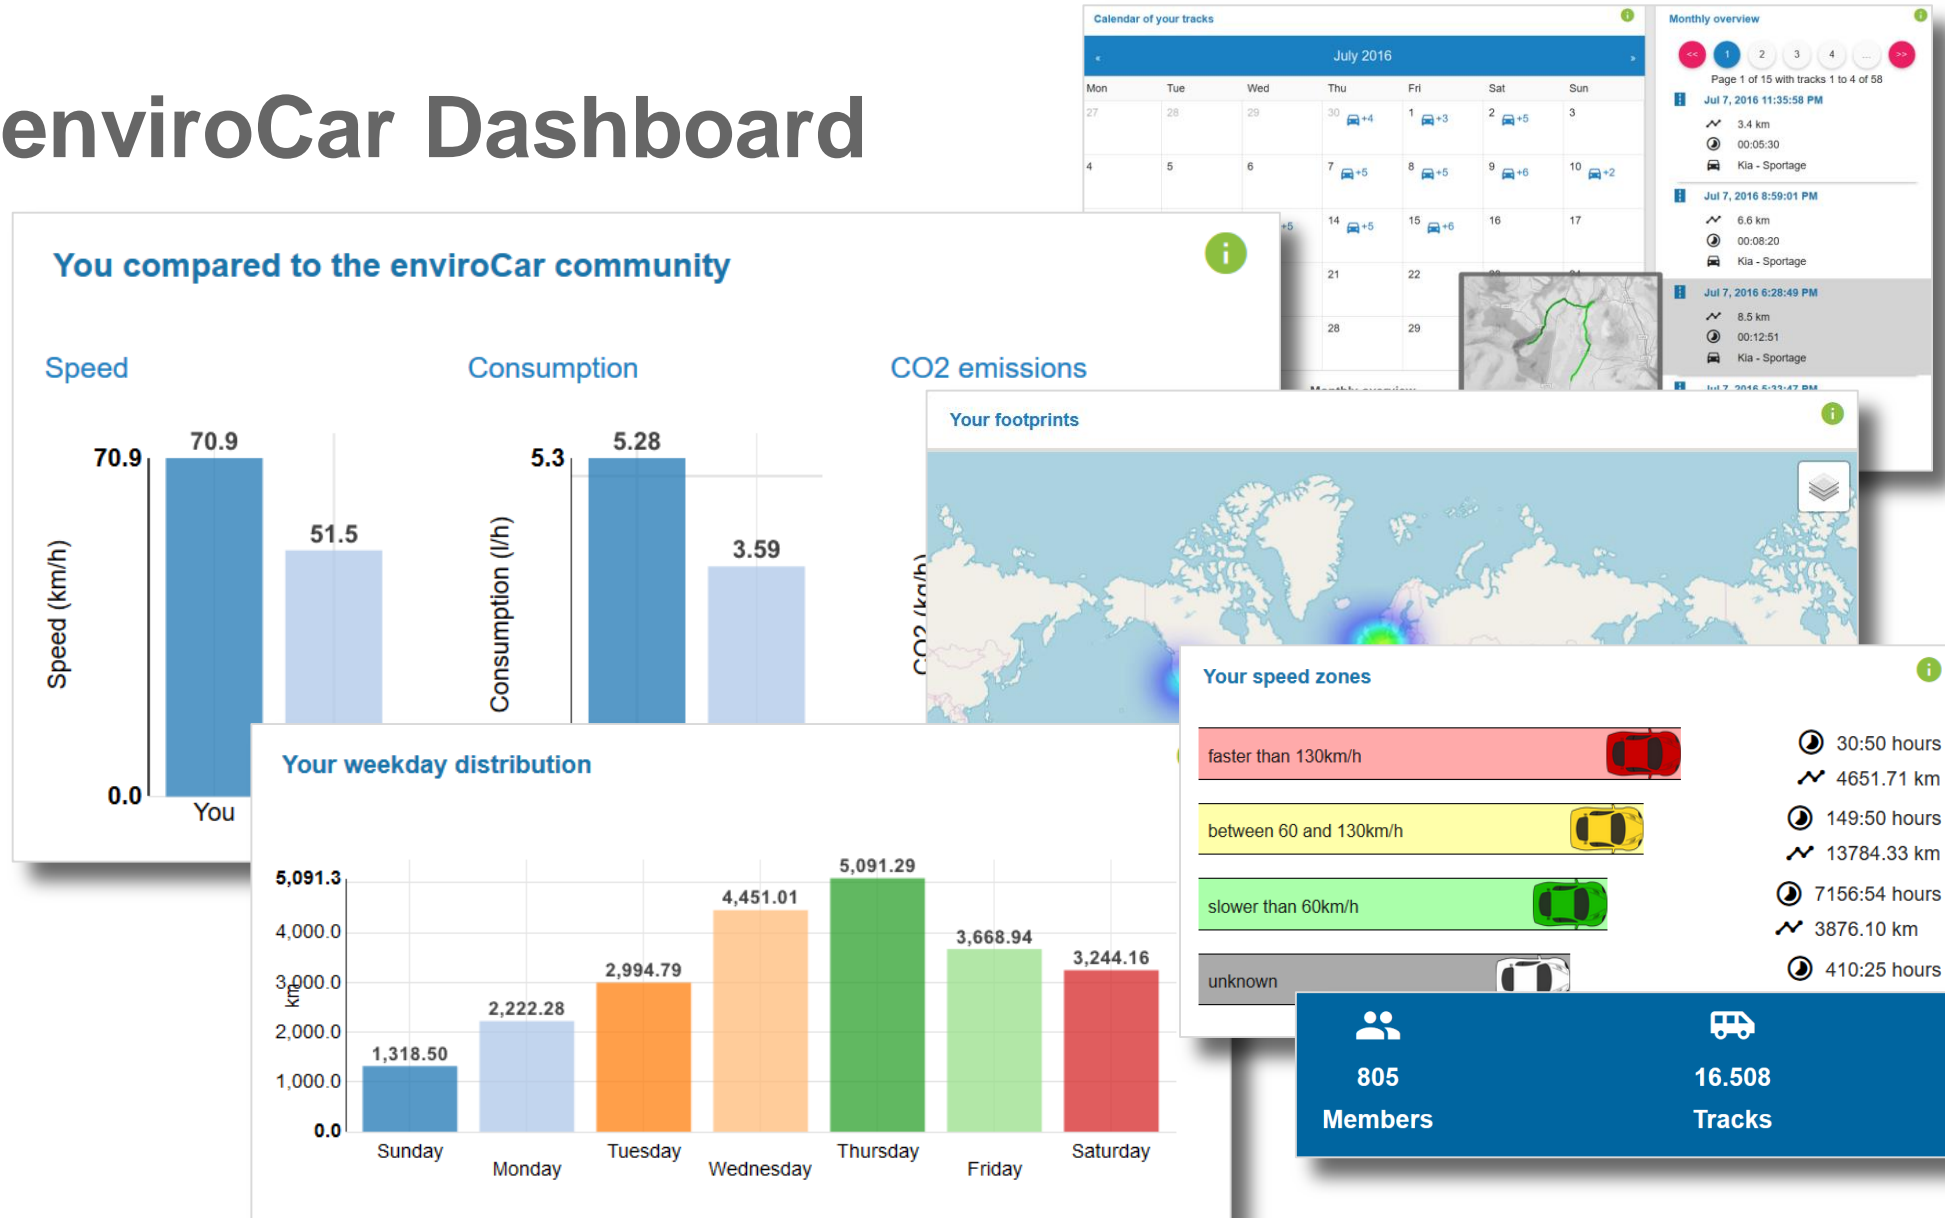 enviroCar Dashboard
Calendar of your tracks
« July 2016 »
Mon Tue Wed Thu Fri Sat Sun
27 28 29 30 +4 1 +3 2 +5 3
4 5 6 7 +5 8 +5 9 +6 10 +2
+5 14 +5 15 +6 16 17
21 22
28 29
Monthly overview
<< 1 2 3 4 ... >>
Page 1 of 15 with tracks 1 to 4 of 58
Jul 7, 2016 11:35:58 PM
3.4 km
00:05:30
Kia - Sportage
Jul 7, 2016 8:59:01 PM
6.6 km
00:08:20
Kia - Sportage
Jul 7, 2016 6:28:49 PM
8.5 km
00:12:51
Kia - Sportage
Jul 7, 2016 5:33:47 PM
You compared to the enviroCar community
Speed
70.9
70.9
51.5
Speed (km/h)
0.0
You
Consumption
5.3
5.28
3.59
Consumption (l/h)
CO2 emissions
CO2 (kg/h)
Your footprints
Your weekday distribution
5,091.3
4,000.0
3,000.0
2,000.0
1,000.0
0.0
km
1,318.50
2,222.28
2,994.79
4,451.01
5,091.29
3,668.94
3,244.16
Sunday
Monday
Tuesday
Wednesday
Thursday
Friday
Saturday
Your speed zones
faster than 130km/h
30:50 hours
4651.71 km
between 60 and 130km/h
149:50 hours
13784.33 km
slower than 60km/h
7156:54 hours
3876.10 km
unknown
410:25 hours
805
Members
16.508
Tracks